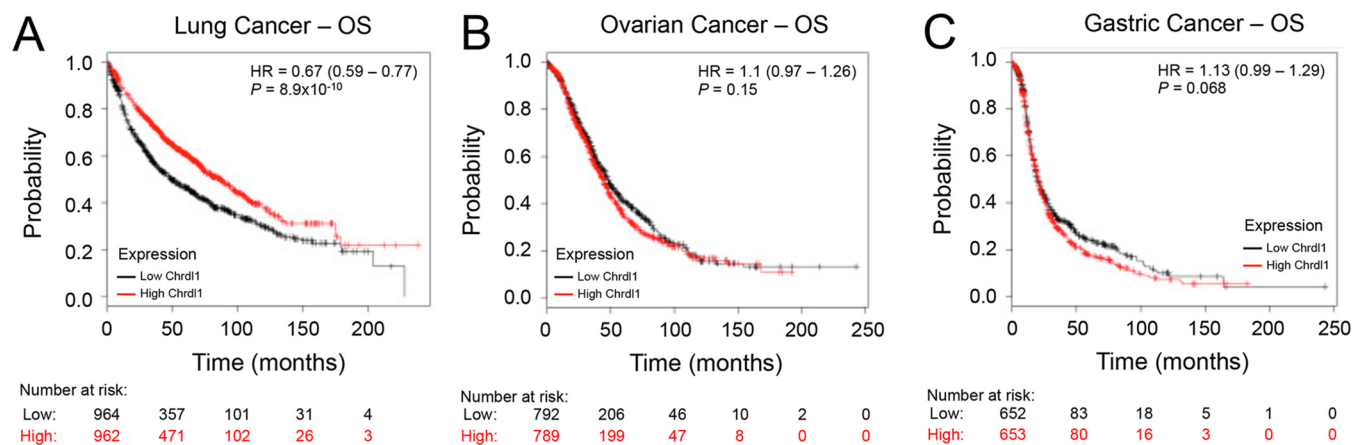 A
Lung Cancer – OS
HR = 0.67 (0.59 – 0.77)
P = 8.9x10⁻¹⁰
Probability
1.0
0.8
0.6
0.4
0.2
0.0
Expression
Low Chrdl1
High Chrdl1
0 50 100 150 200
Time (months)
Number at risk:
Low: 964 357 101 31 4
High: 962 471 102 26 3
B
Ovarian Cancer – OS
HR = 1.1 (0.97 – 1.26)
P = 0.15
Probability
1.0
0.8
0.6
0.4
0.2
0.0
Expression
Low Chrdl1
High Chrdl1
0 50 100 150 200 250
Time (months)
Number at risk:
Low: 792 206 46 10 2 0
High: 789 199 47 8 0 0
C
Gastric Cancer – OS
HR = 1.13 (0.99 – 1.29)
P = 0.068
Probability
1.0
0.8
0.6
0.4
0.2
0.0
Expression
Low Chrdl1
High Chrdl1
0 50 100 150 200 250
Time (months)
Number at risk:
Low: 652 83 18 5 1 0
High: 653 80 16 3 0 0